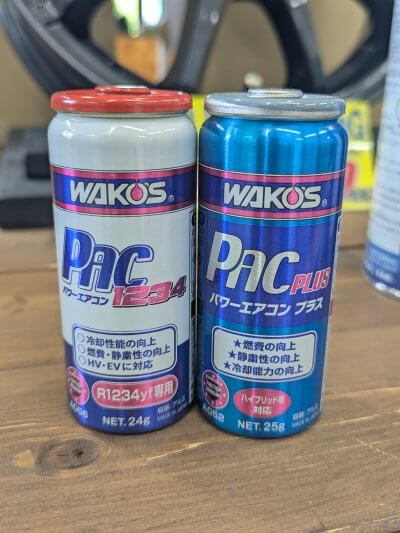 WAKO'S®
PAC
1234
パワーエアコン
○冷却性能の向上
○燃費・静粛性の向上
○HV・EVに対応
R1234yf専用
NET.24g
WAKO'S®
PAC
PLUS
パワーエアコン プラス
★燃費の向上
★静粛性の向上
★冷却能力の向上
ハイブリッド車
対応
A052
NET.25g